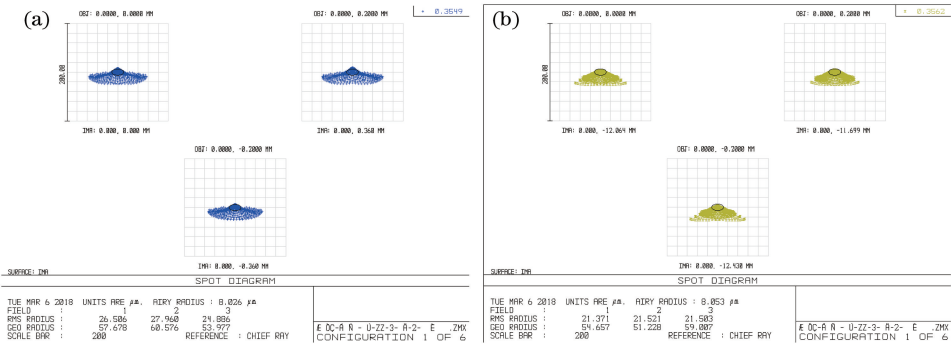 (a)
OBJ: 0.0000, 0.0000 MM
OBJ: 0.0000, 0.2000 MM
+ 0.3549
200.00
IMA: 0.000, 0.000 MM
IMA: 0.000, 0.360 MM
OBJ: 0.0000, -0.2000 MM
IMA: 0.000, -0.360 MM
SURFACE: IMA
SPOT DIAGRAM
TUE MAR 6 2018 UNITS ARE µm. AIRY RADIUS : 8.026 µm
FIELD : 1 2 3
RMS RADIUS : 26.506 27.960 24.886
GEO RADIUS : 57.678 60.576 53.977
SCALE BAR : 200 REFERENCE : CHIEF RAY
.ZMX
CONFIGURATION 1 OF 6
(b)
OBJ: 0.0000, 0.0000 MM
OBJ: 0.0000, 0.2000 MM
+ 0.3562
200.00
IMA: 0.000, -12.064 MM
IMA: 0.000, -11.699 MM
OBJ: 0.0000, -0.2000 MM
IMA: 0.000, -12.430 MM
SURFACE: IMA
SPOT DIAGRAM
TUE MAR 6 2018 UNITS ARE µm. AIRY RADIUS : 8.053 µm
FIELD : 1 2 3
RMS RADIUS : 21.371 21.521 21.503
GEO RADIUS : 54.657 51.228 59.007
SCALE BAR : 200 REFERENCE : CHIEF RAY
.ZMX
CONFIGURATION 1 OF 6